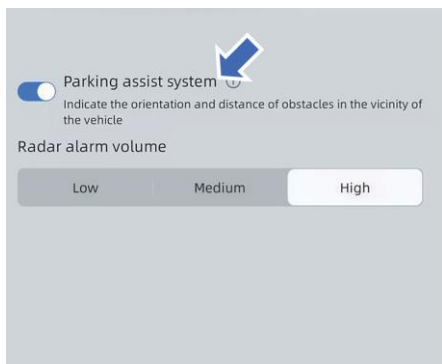 Parking assist system
Indicate the orientation and distance of obstacles in the vicinity of
the vehicle
Radar alarm volume
Low Medium High